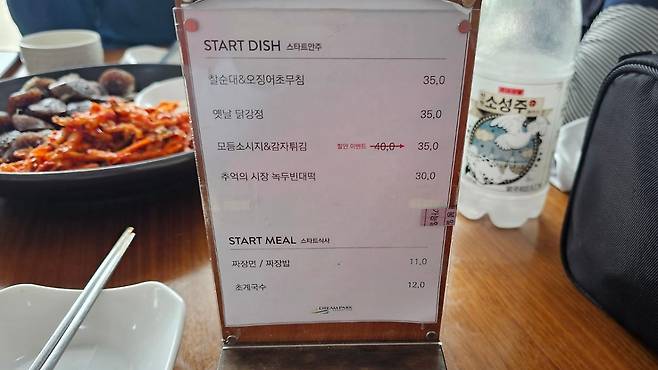 START DISH 스타트안주
찰순대&오징어초무침 35,0
옛날 닭강정 35,0
모듬소시지&감자튀김 할인 이벤트 40,0 35,0
추억의 시장 녹두빈대떡 30,0
START MEAL 스타트식사
짜장면 / 짜장밥 11,0
초계국수 12,0
DREAM PARK
소성주